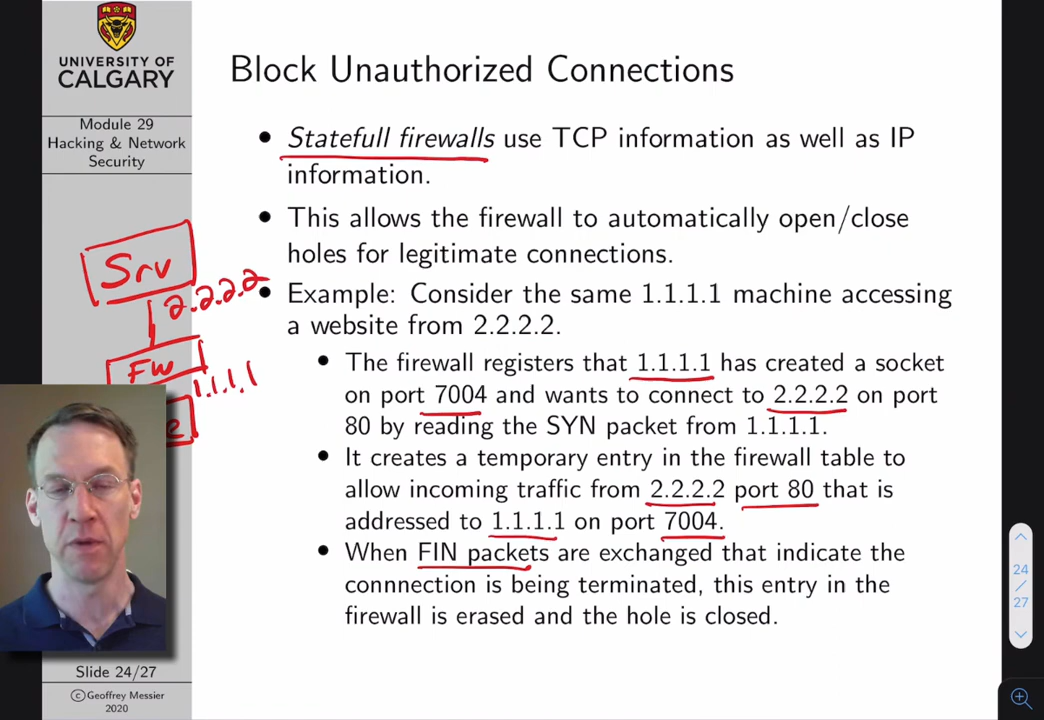 UNIVERSITY OF
CALGARY
Module 29
Hacking & Network
Security
Srv
2.2.2.2
FW
1.1.1.1
Slide 24/27
©Geoffrey Messier
2020
Block Unauthorized Connections
• Statefull firewalls use TCP information as well as IP
information.
• This allows the firewall to automatically open/close
holes for legitimate connections.
• Example: Consider the same 1.1.1.1 machine accessing
a website from 2.2.2.2.
• The firewall registers that 1.1.1.1 has created a socket
on port 7004 and wants to connect to 2.2.2.2 on port
80 by reading the SYN packet from 1.1.1.1.
• It creates a temporary entry in the firewall table to
allow incoming traffic from 2.2.2.2 port 80 that is
addressed to 1.1.1.1 on port 7004.
• When FIN packets are exchanged that indicate the
connnection is being terminated, this entry in the
firewall is erased and the hole is closed.
24
/
27